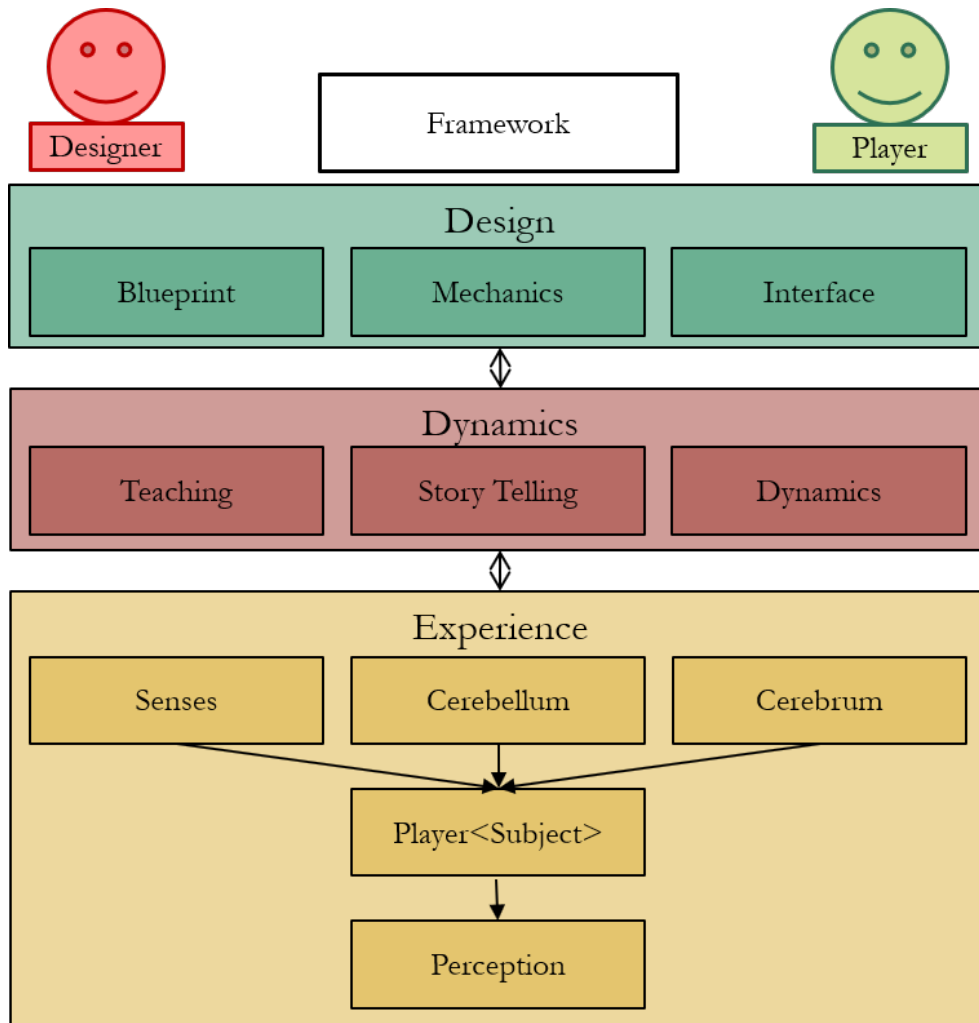 Designer
Framework
Player
Design
Blueprint
Mechanics
Interface
Dynamics
Teaching
Story Telling
Dynamics
Experience
Senses
Cerebellum
Cerebrum
Player<Subject>
Perception